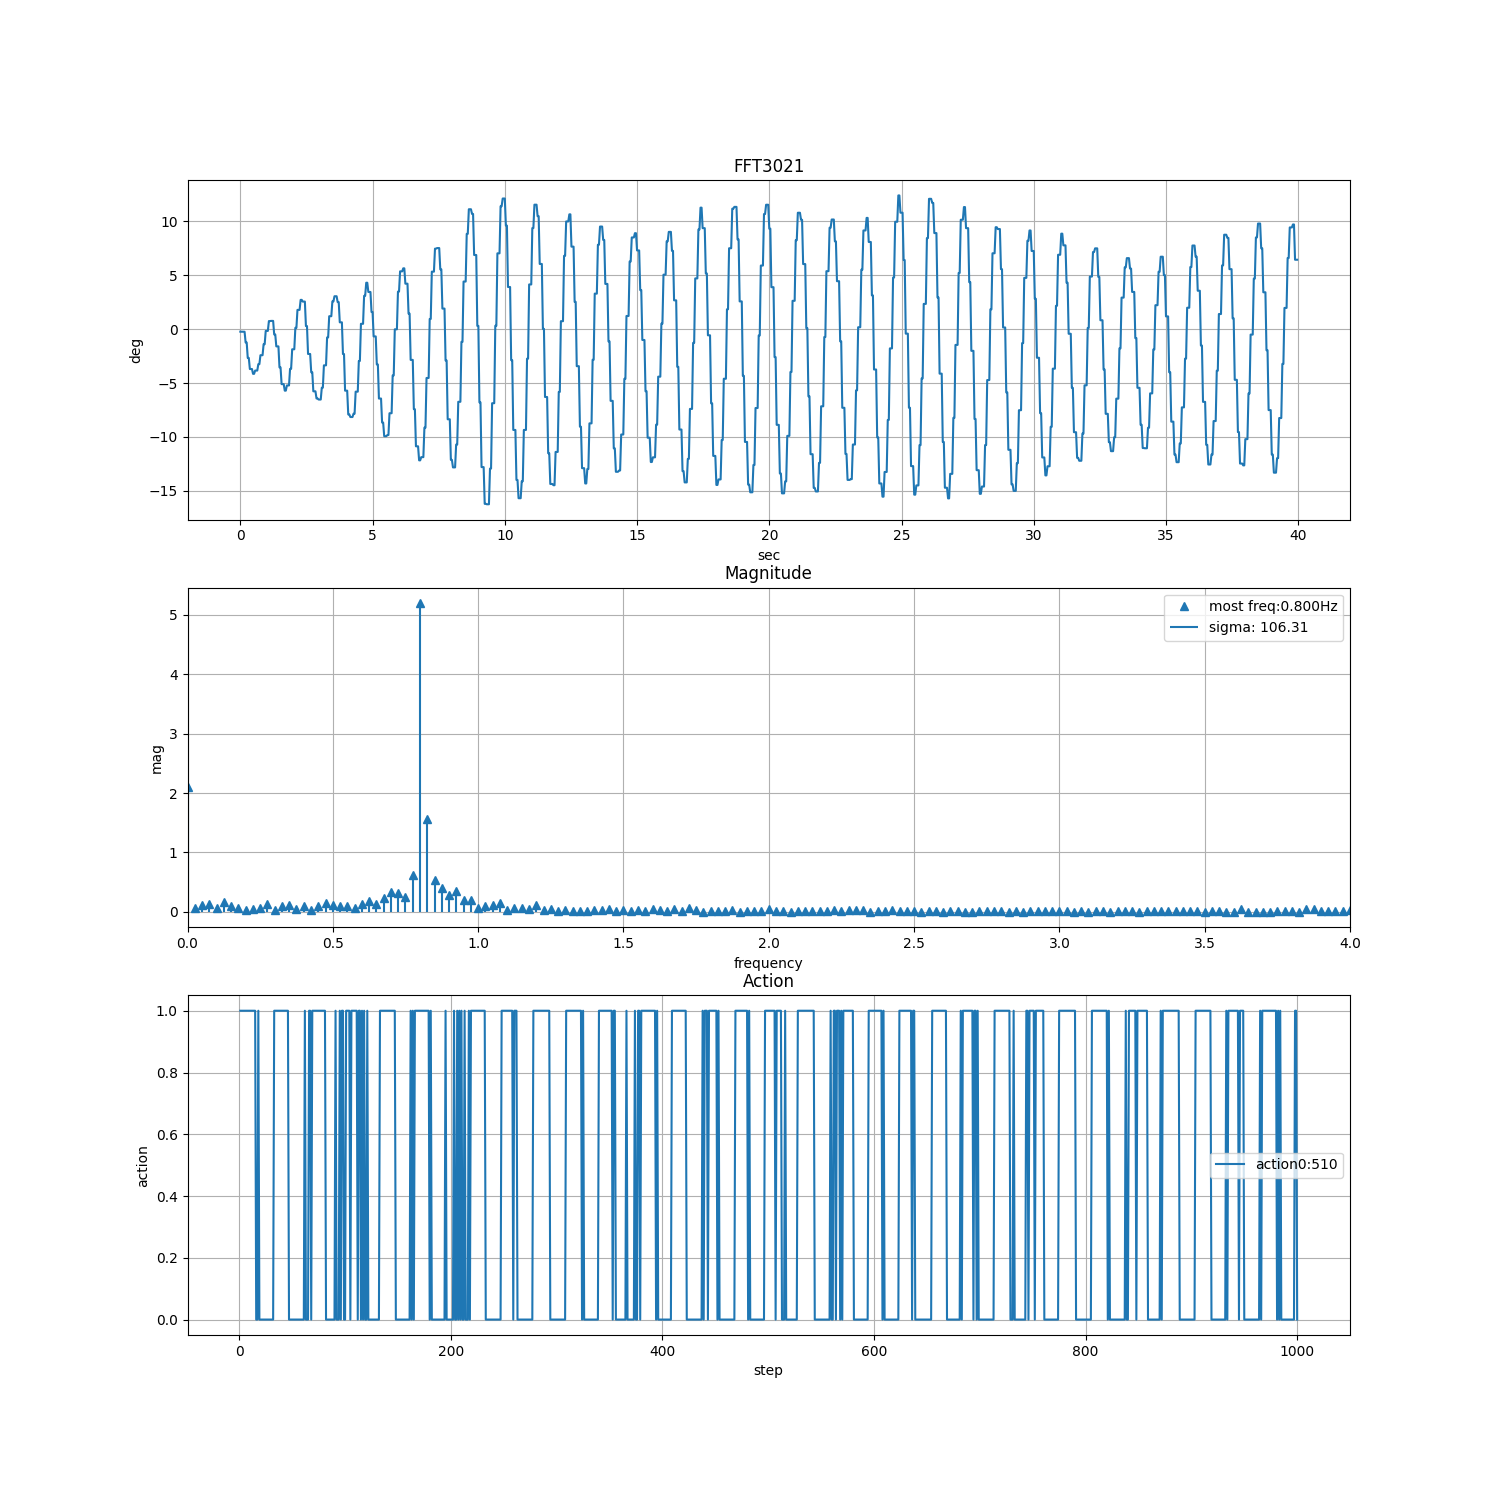 FFT3021
10
5
0
−5
−10
−15
deg
0 5 10 15 20 25 30 35 40
sec
Magnitude
most freq:0.800Hz
sigma: 106.31
5
4
3
2
1
0
mag
0.0 0.5 1.0 1.5 2.0 2.5 3.0 3.5 4.0
frequency
Action
1.0
0.8
0.6
0.4
0.2
0.0
action
action0:510
0 200 400 600 800 1000
step